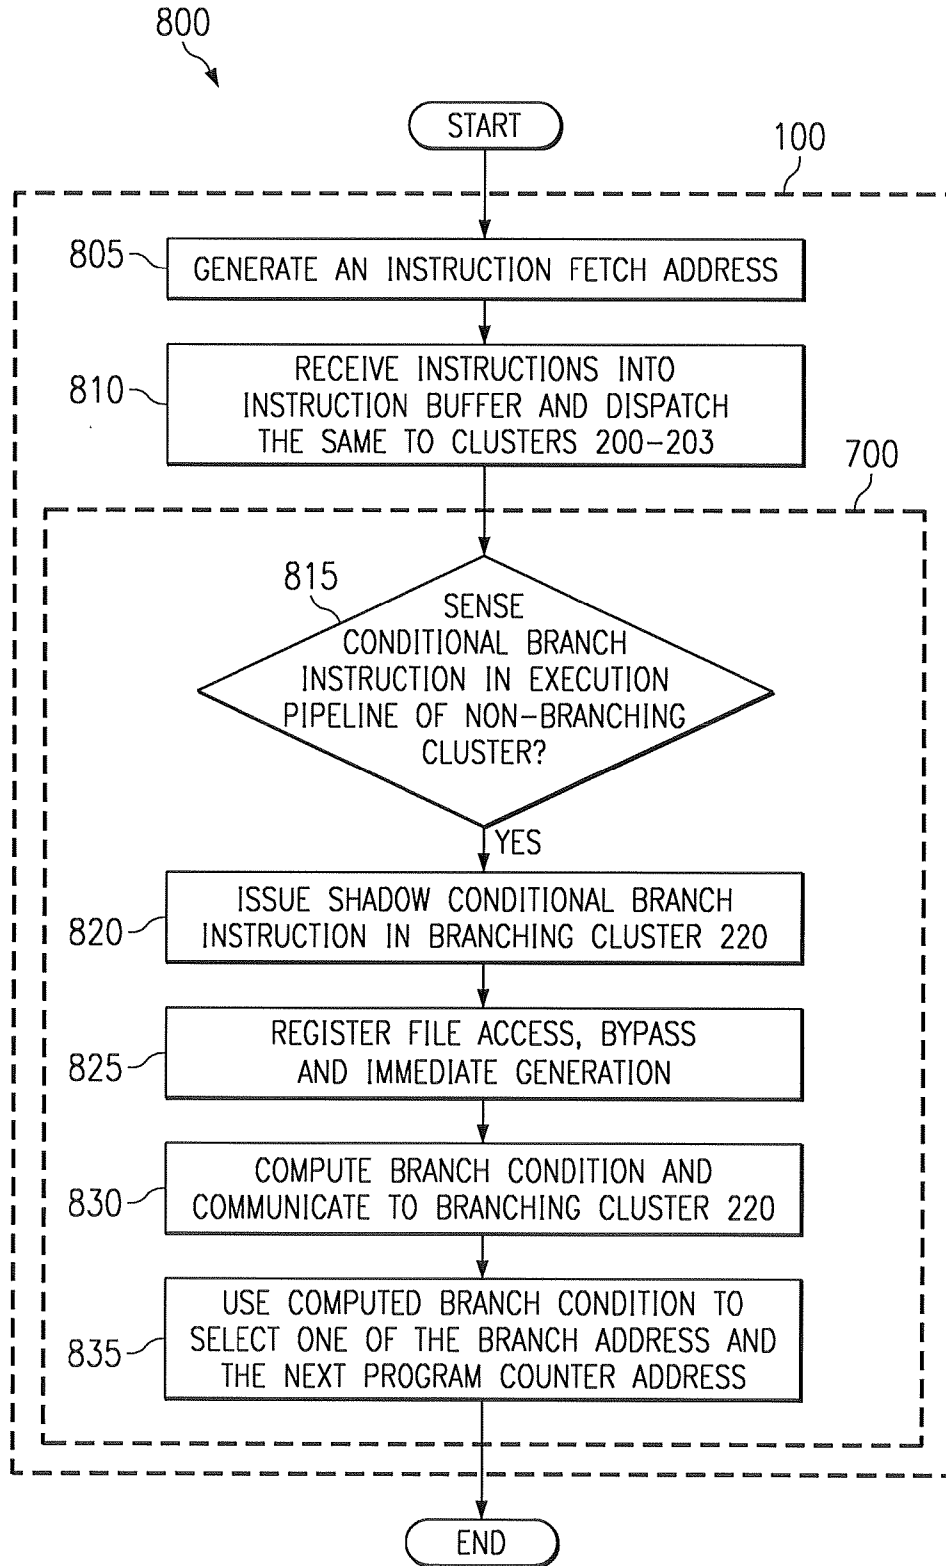 800
START
100
805
GENERATE AN INSTRUCTION FETCH ADDRESS
810
RECEIVE INSTRUCTIONS INTO
INSTRUCTION BUFFER AND DISPATCH
THE SAME TO CLUSTERS 200-203
700
815
SENSE
CONDITIONAL BRANCH
INSTRUCTION IN EXECUTION
PIPELINE OF NON-BRANCHING
CLUSTER?
YES
820
ISSUE SHADOW CONDITIONAL BRANCH
INSTRUCTION IN BRANCHING CLUSTER 220
825
REGISTER FILE ACCESS, BYPASS
AND IMMEDIATE GENERATION
830
COMPUTE BRANCH CONDITION AND
COMMUNICATE TO BRANCHING CLUSTER 220
835
USE COMPUTED BRANCH CONDITION TO
SELECT ONE OF THE BRANCH ADDRESS AND
THE NEXT PROGRAM COUNTER ADDRESS
END